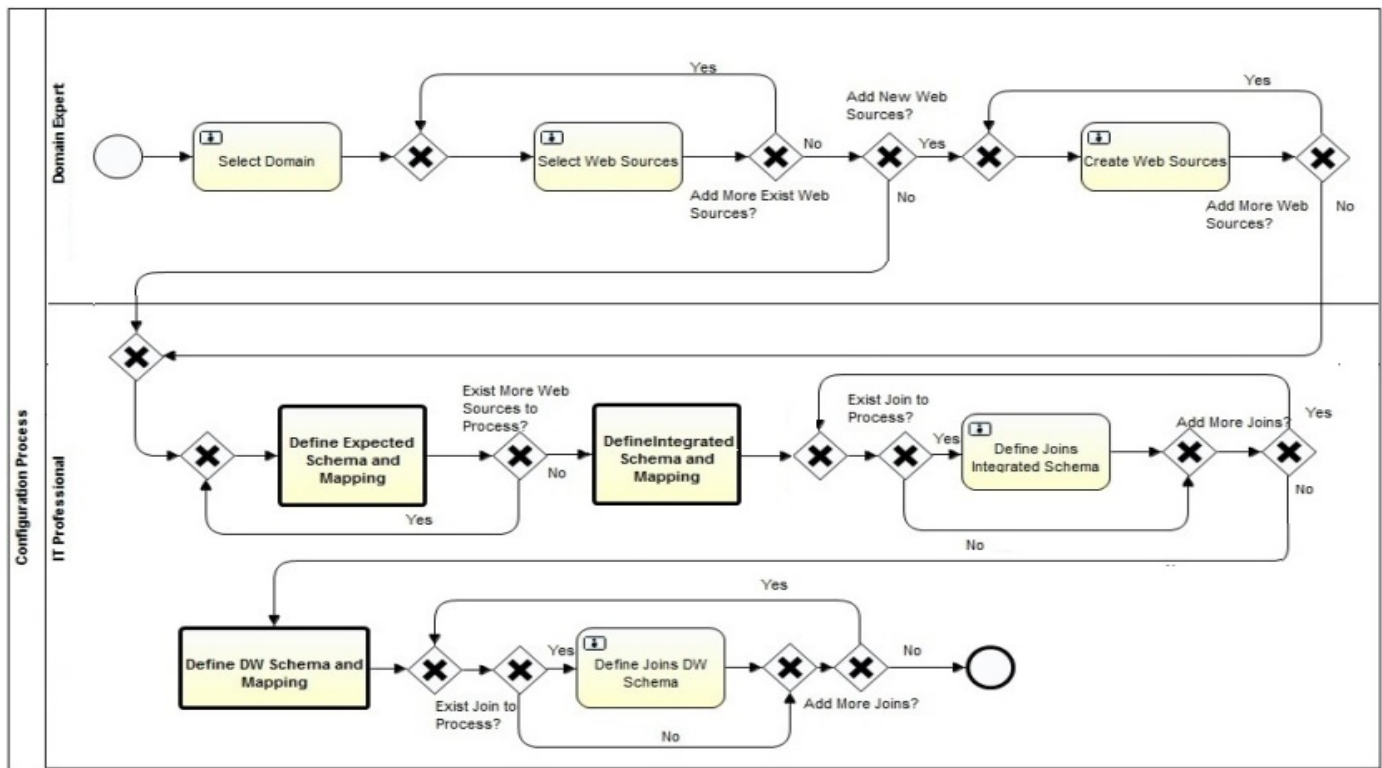 Configuration Process
Domain Expert
Select Domain
Yes
Select Web Sources
Add More Exist Web
Sources?
No
Add New Web
Sources?
Yes
No
Yes
Create Web Sources
Add More Web
Sources?
No
IT Professional
Define Expected
Schema and
Mapping
Exist More Web
Sources to
Process?
No
Yes
DefineIntegrated
Schema and
Mapping
Exist Join to
Process?
Yes
Define Joins
Integrated Schema
No
Add More Joins?
Yes
No
Define DW Schema and
Mapping
Yes
Exist Join to
Process?
Yes
Define Joins DW
Schema
No
Add More Joins?
No